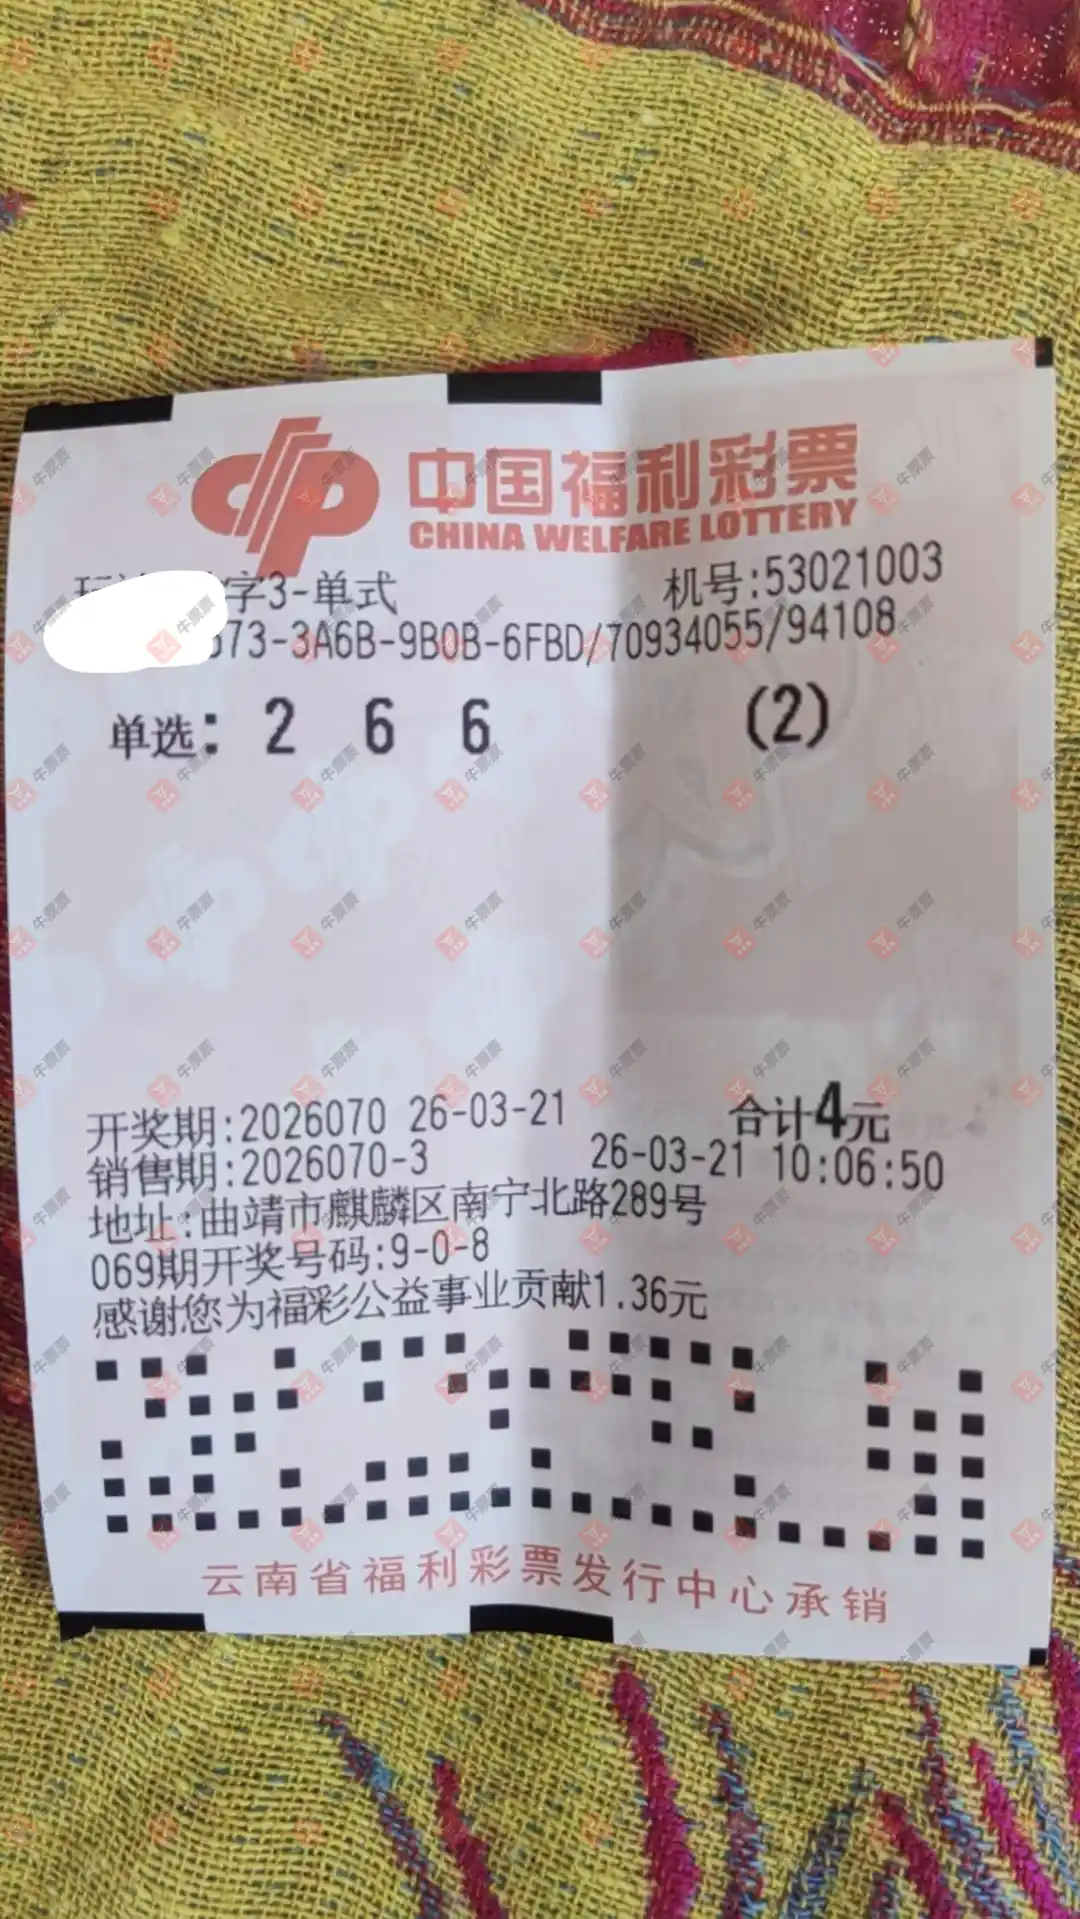 中国福利彩票
CHINA WELFARE LOTTERY
字3-单式 机号:53021003
73-3A6B-9B0B-6FBD/70934055/94108
单选: 2 6 6 (2)
开奖期:2026070 26-03-21 合计4元
销售期:2026070-3 26-03-21 10:06:50
地址:曲靖市麒麟区南宁北路289号
069期开奖号码:9-0-8
感谢您为福彩公益事业贡献1.36元
云南省福利彩票发行中心承销
牛票票